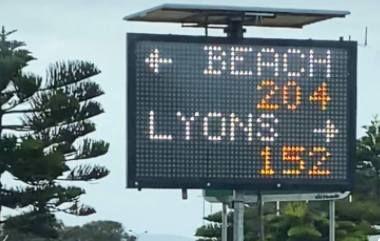 ← BEACH
204
LYONS →
152